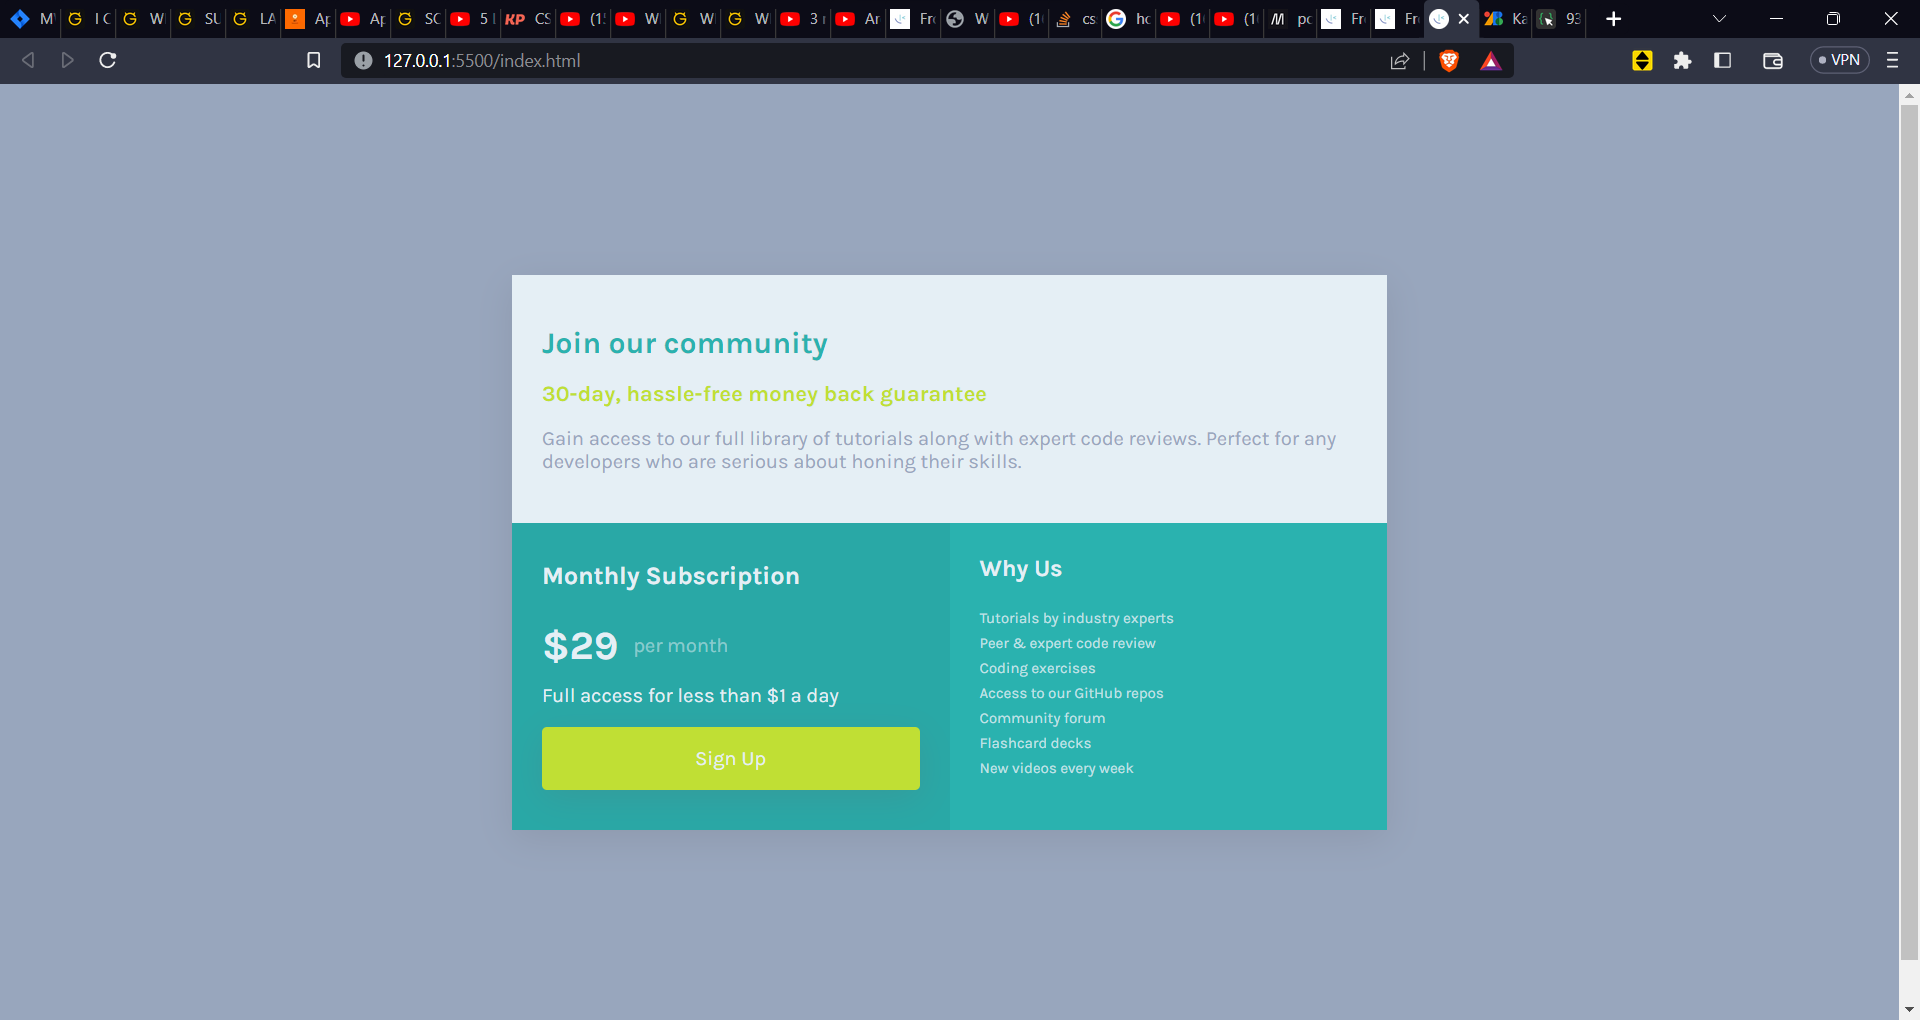 M
I C
W
SU
LA
Ap
Ap
SC
5
KP CS
(1
W
W
W
3
Ar
Fr
W
(1
cs
G hc
(1
(1
M pc
Fr
Fr
Ka
93
127.0.0.1:5500/index.html
VPN
Join our community
30-day, hassle-free money back guarantee
Gain access to our full library of tutorials along with expert code reviews. Perfect for any
developers who are serious about honing their skills.
Monthly Subscription
$29 per month
Full access for less than $1 a day
Sign Up
Why Us
Tutorials by industry experts
Peer & expert code review
Coding exercises
Access to our GitHub repos
Community forum
Flashcard decks
New videos every week